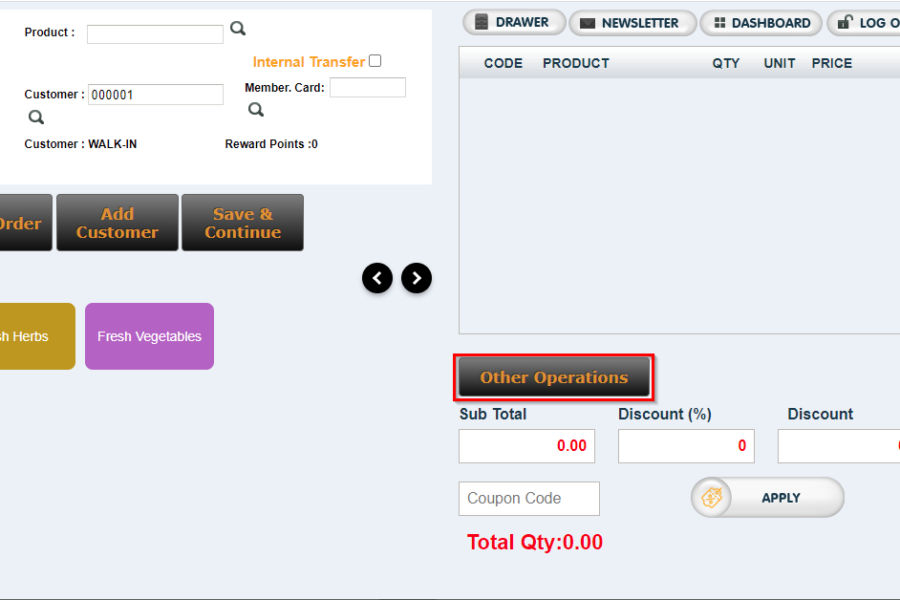 Product :
Internal Transfer
Customer : 000001
Member. Card:
Customer : WALK-IN
Reward Points :0
Order
Add
Customer
Save &
Continue
Herbs
Fresh Vegetables
DRAWER
NEWSLETTER
DASHBOARD
LOG
CODE PRODUCT QTY UNIT PRICE
Other Operations
Sub Total
Discount (%)
Discount
0.00
0
Coupon Code
APPLY
Total Qty:0.00